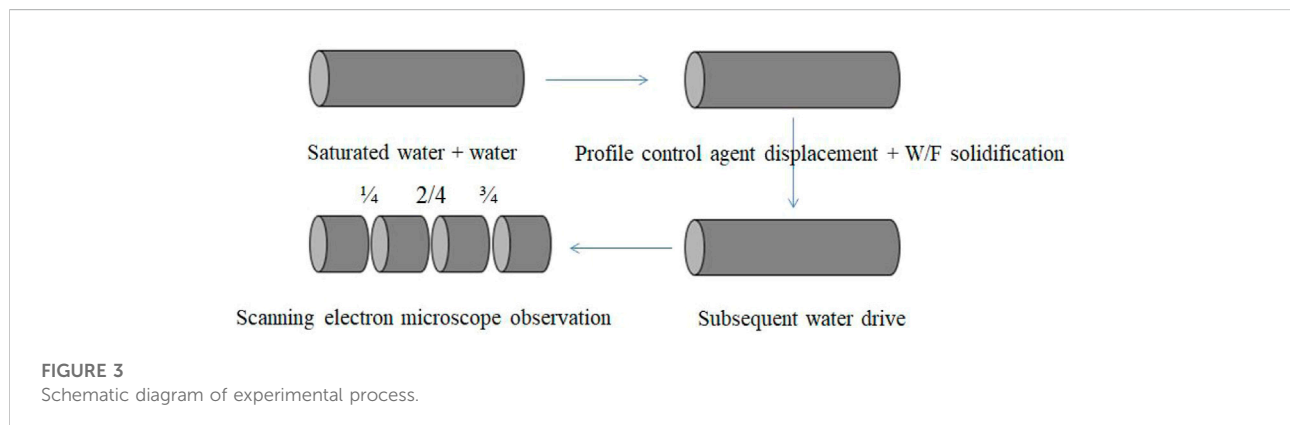 Saturated water + water
Profile control agent displacement + W/F solidification
¼ 2/4 ¾
Scanning electron microscope observation
Subsequent water drive
FIGURE 3
Schematic diagram of experimental process.